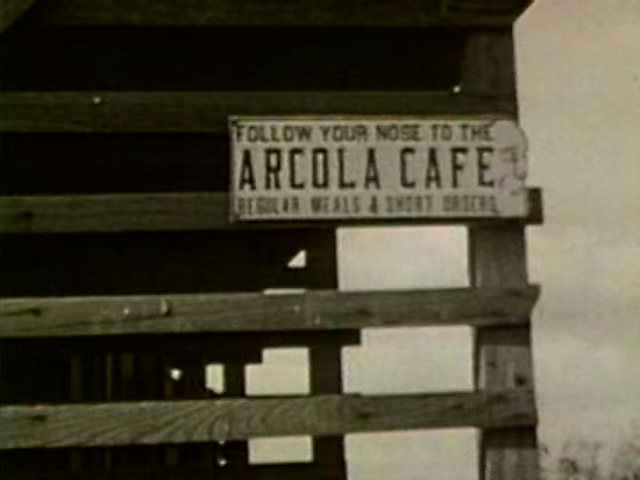 FOLLOW YOUR NOSE TO THE
ARCOLA CAFE
REGULAR MEALS & SHORT ORDERS